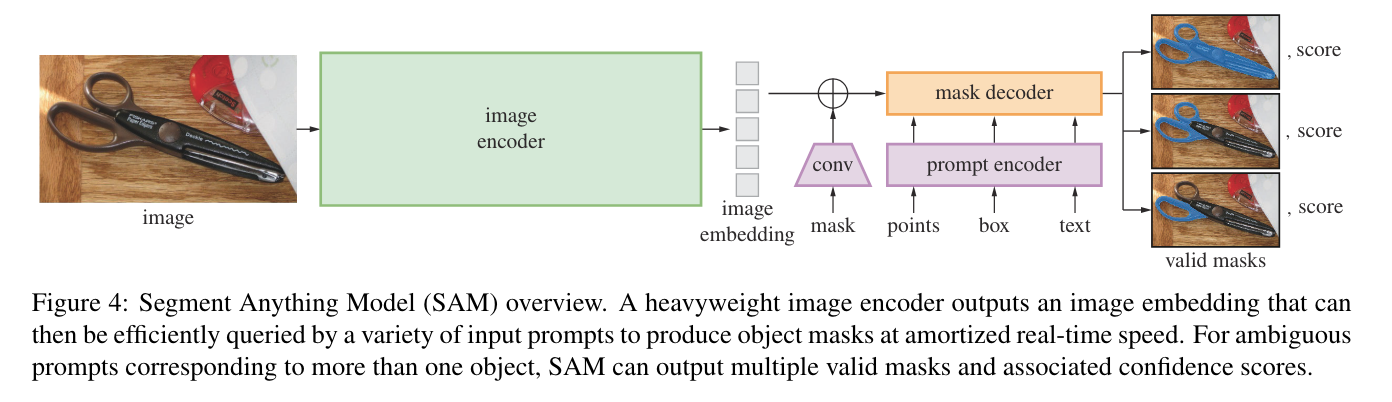 image
encoder
mask decoder
conv
prompt encoder
image
image
embedding
mask
points
box
text
, score
, score
, score
valid masks
Figure 4: Segment Anything Model (SAM) overview. A heavyweight image encoder outputs an image embedding that can
then be efficiently queried by a variety of input prompts to produce object masks at amortized real-time speed. For ambiguous
prompts corresponding to more than one object, SAM can output multiple valid masks and associated confidence scores.